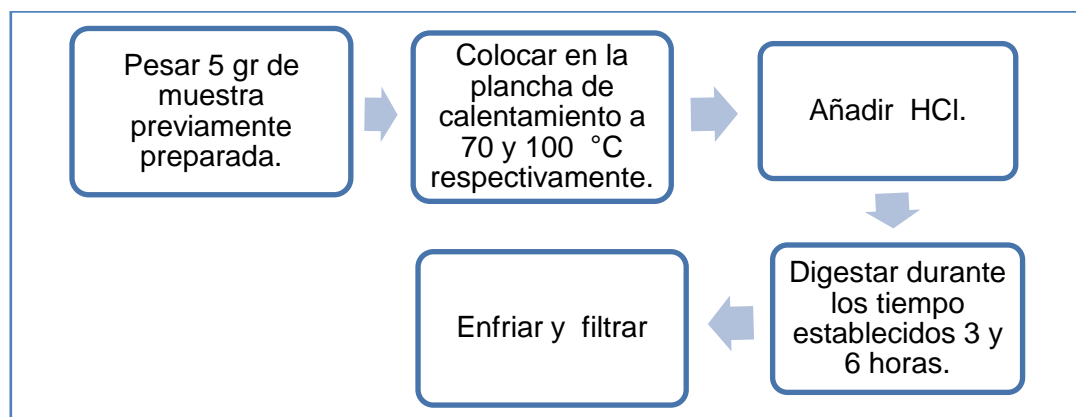 Pesar 5 gr de
muestra
previamente
preparada.
Colocar en la
plancha de
calentamiento a
70 y 100 °C
respectivamente.
Añadir HCl.
Digestar durante
los tiempo
establecidos 3 y
6 horas.
Enfriar y filtrar